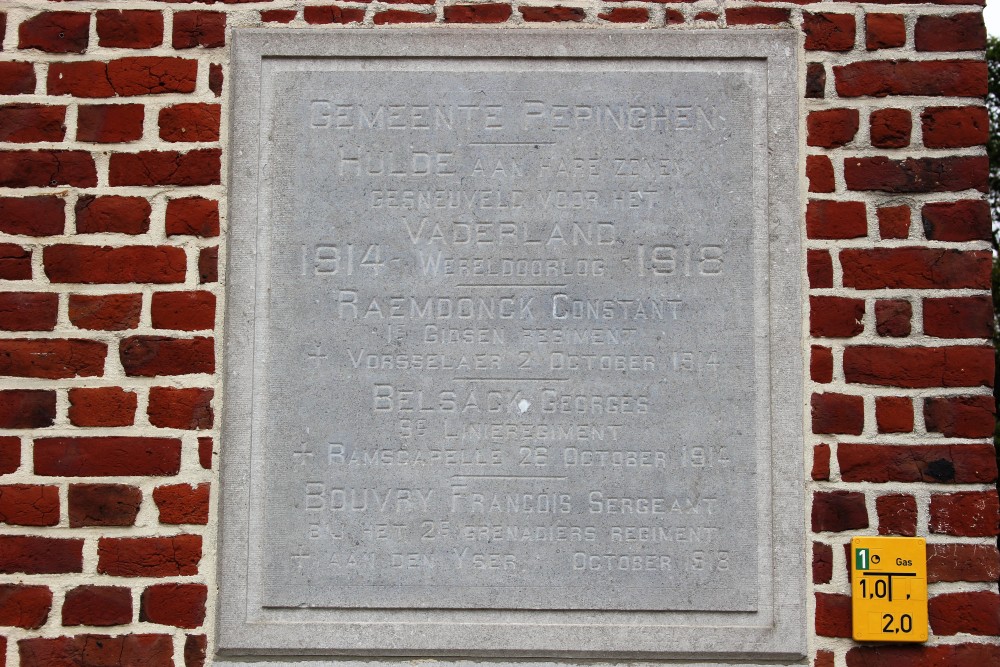 GEMEENTE PEPINGHEN
HULDE AAN HARE ZONEN
GESNEUVELD VOOR HET
VADERLAND
1914 - WERELDOORLOG - 1918
RAEMDONCK CONSTANT
1E GIDSEN REGIMENT
+ VORSSELAER 2 OCTOBER 1914
BELSACK GEORGES
LINIEREGIMENT
+ RAMSCAPELLE 26 OCTOBER 1914
BOUVRY FRANÇOIS SERGEANT
BIJ HET 2E GRENADIERS REGIMENT
+ AAN DEN YSER OCTOBER
1 Gas
1,0 ,
2,0